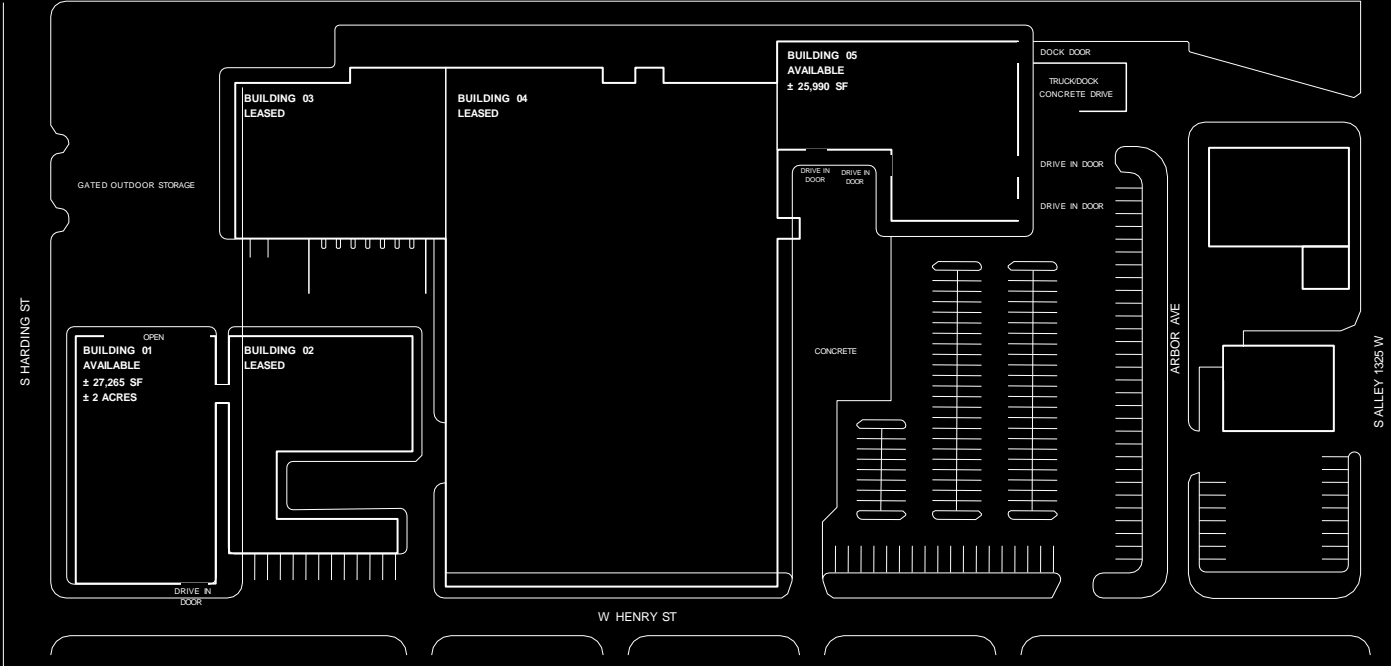 BUILDING 05
AVAILABLE
± 25,990 SF
DOCK DOOR
TRUCK/DOCK
CONCRETE DRIVE
BUILDING 03
LEASED
BUILDING 04
LEASED
DRIVE IN
DOOR
DRIVE IN
DOOR
DRIVE IN DOOR
DRIVE IN DOOR
GATED OUTDOOR STORAGE
S HARDING ST
OPEN
BUILDING 01
AVAILABLE
± 27,265 SF
± 2 ACRES
BUILDING 02
LEASED
CONCRETE
ARBOR AVE
S ALLEY 1325 W
DRIVE IN
DOOR
W HENRY ST